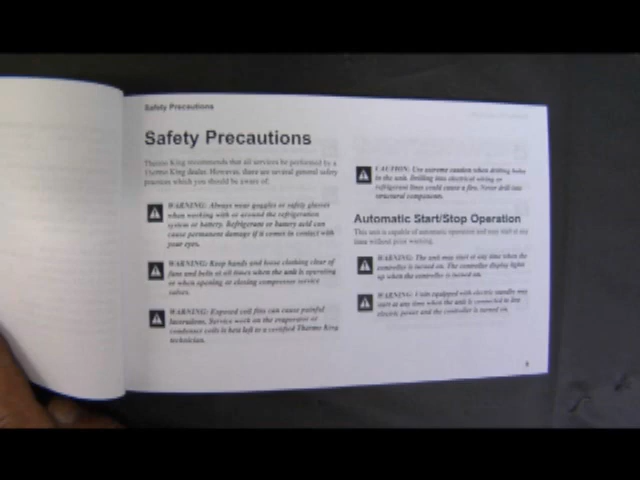 Safety Precautions
Safety Precautions
Thermo King recommends that all services be performed by a
Thermo King dealer. However, there are several general safety
practices which you should be aware of:
WARNING: Always wear goggles or safety glasses
when working with or around the refrigeration
system or battery. Refrigerant or battery acid can
cause permanent damage if it comes in contact with
your eyes.
WARNING: Keep hands and loose clothing clear of
fans and belts at all times when the unit is operating
or when opening or closing compressor service
valves.
WARNING: Exposed coil fins can cause painful
lacerations. Service work on the evaporator or
condenser coils is best left to a certified Thermo King
technician.
CAUTION: Use extreme caution when drilling holes
in the unit. Drilling into electrical wiring or
refrigerant lines could cause a fire. Never drill into
structural components.
Automatic Start/Stop Operation
This unit is capable of automatic operation and may start at any
time without prior warning.
WARNING: The unit may start at any time when the
controller is turned on. The controller display lights
up when the controller is turned on.
WARNING: Units equipped with electric standby may
start at any time when the unit is connected to live
electric power and the controller is turned on.